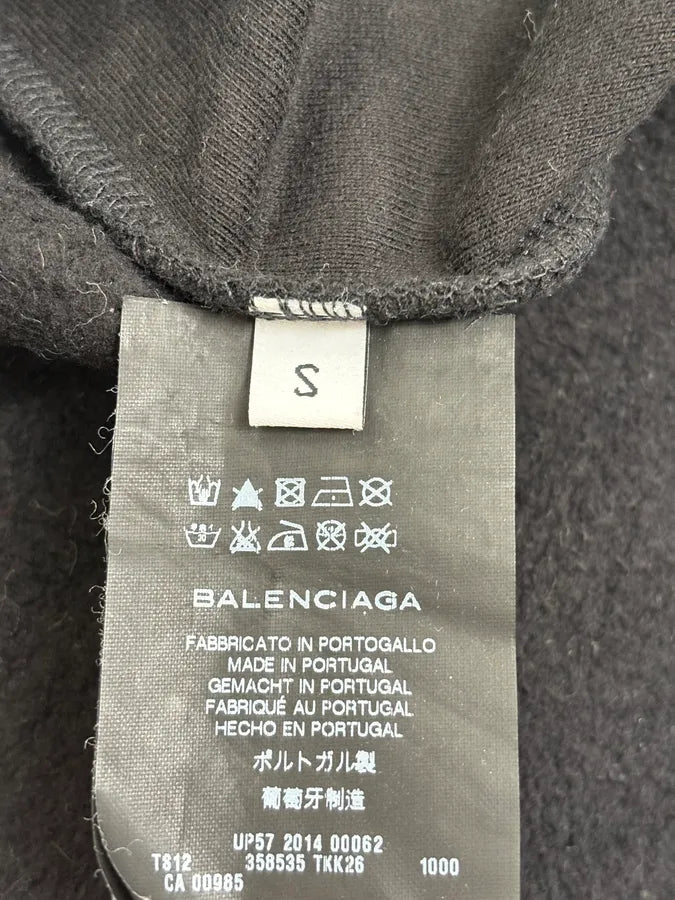 S
BALENCIAGA
FABBRICATO IN PORTOGALLO
MADE IN PORTUGAL
GEMACHT IN PORTUGAL
FABRIQUÉ AU PORTUGAL
HECHO EN PORTUGAL
ポルトガル製
葡萄牙制造
UP57 2014 00062
T812 358535 TKK26 1000
CA 00985